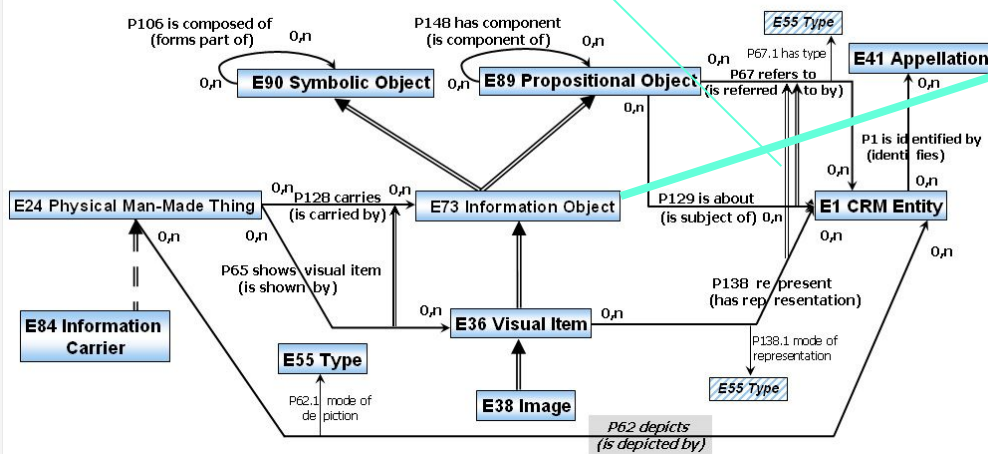 P106 is composed of
(forms part of)
0,n
0,n
E90 Symbolic Object
P148 has component
(is component of)
0,n
0,n
E89 Propositional Object
0,n
E55 Type
P67.1 has type
P67 refers to
(is referred to by)
0,n
E41 Appellation
0,n
P1 is identified by
(identifies)
0,n
0,n
E24 Physical Man-Made Thing
0,n
P128 carries
0,n
(is carried by)
0,n
E73 Information Object
P129 is about
(is subject of)
0,n
E1 CRM Entity
0,n
0,n
P65 shows visual item
(is shown by)
0,n
P138 represent
(has representation)
E84 Information
Carrier
E36 Visual Item
0,n
P138.1 mode of
representation
E55 Type
E55 Type
P62.1 mode of
depiction
E38 Image
P62 depicts
(is depicted by)